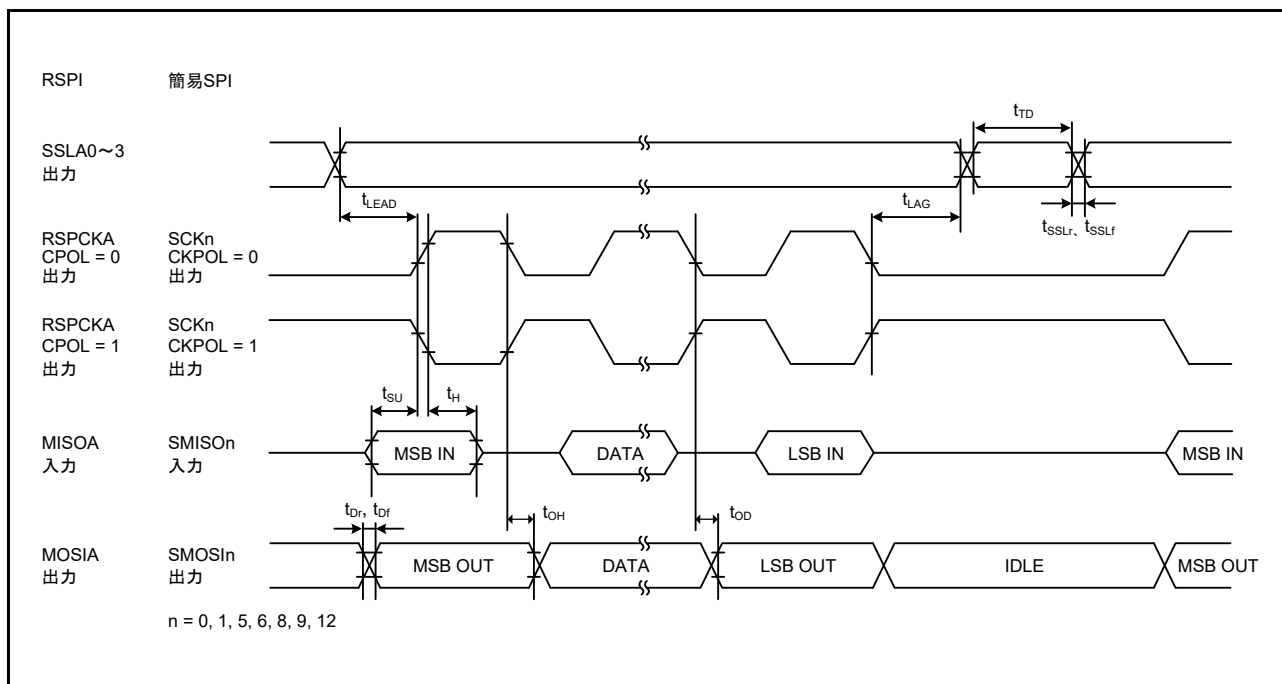 RSPI 簡易SPI
t_TD
SSLA0～3
出力
t_LEAD t_LAG
t_SSLr、t_SSLf
RSPCKA SCKn
CPOL = 0 CKPOL = 0
出力 出力
RSPCKA SCKn
CPOL = 1 CKPOL = 1
出力 出力
t_SU t_H
MISOA SMISOn MSB IN DATA LSB IN MSB IN
入力 入力
t_Dr, t_Df t_OH t_OD
MOSIA SMOSIn MSB OUT DATA LSB OUT IDLE MSB OUT
出力 出力
n = 0, 1, 5, 6, 8, 9, 12